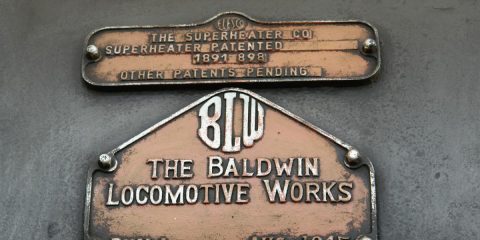 THE SUPERHEATER CO
SUPERHEATER PATENTED
1891 898
OTHER PATENTS PENDING
BLW
THE BALDWIN
LOCOMOTIVE WORKS